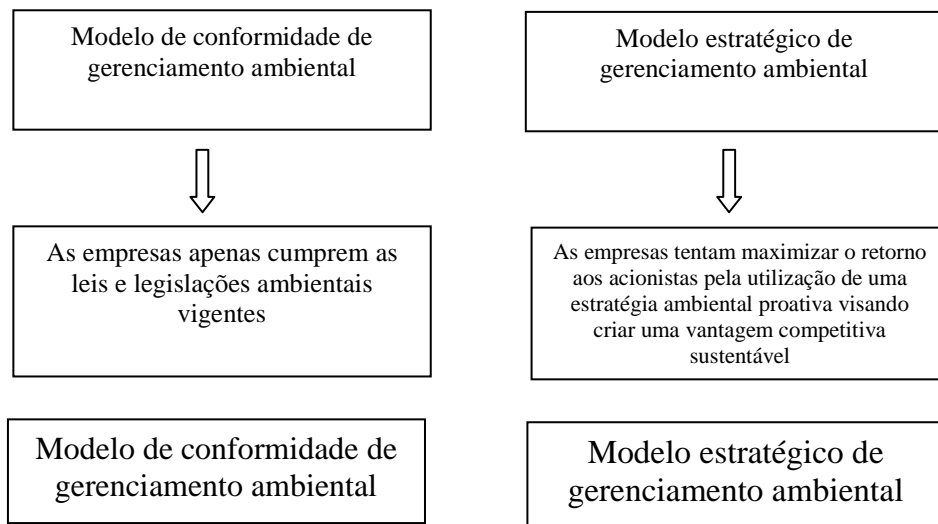 Modelo de conformidade de
gerenciamento ambiental
Modelo estratégico de
gerenciamento ambiental
As empresas apenas cumprem as
leis e legislações ambientais
vigentes
As empresas tentam maximizar o retorno
aos acionistas pela utilização de uma
estratégia ambiental proativa visando
criar uma vantagem competitiva
sustentável
Modelo de conformidade de
gerenciamento ambiental
Modelo estratégico de
gerenciamento ambiental